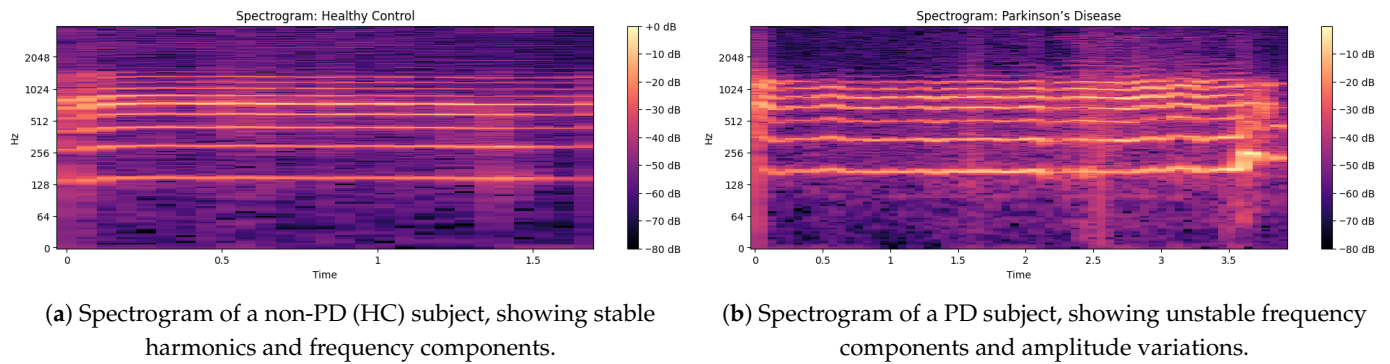 Spectrogram: Healthy Control
Hz
2048
1024
512
256
128
64
0
0
0.5
1
1.5
Time
+0 dB
−10 dB
−20 dB
−30 dB
−40 dB
−50 dB
−60 dB
−70 dB
−80 dB
(a) Spectrogram of a non-PD (HC) subject, showing stable
harmonics and frequency components.
Spectrogram: Parkinson’s Disease
Hz
2048
1024
512
256
128
64
0
0
0.5
1
1.5
2
2.5
3
3.5
Time
−10 dB
−20 dB
−30 dB
−40 dB
−50 dB
−60 dB
−70 dB
−80 dB
(b) Spectrogram of a PD subject, showing unstable frequency
components and amplitude variations.